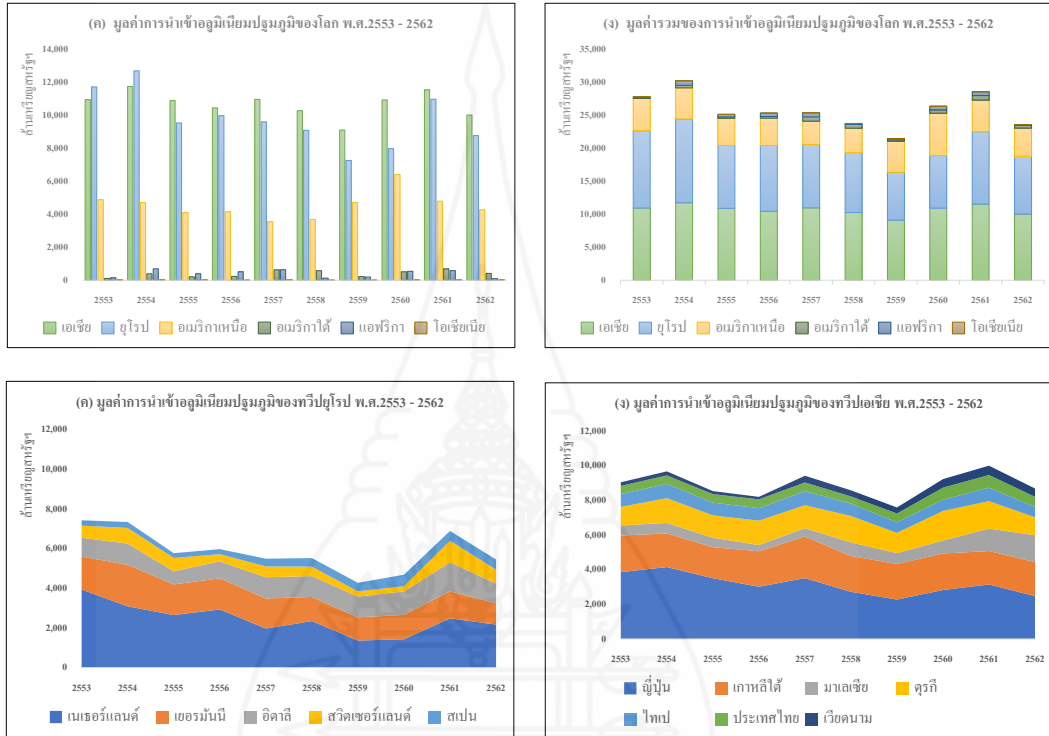 (ค) มูลค่าการนำเข้าอลูมิเนียมปฐมภูมิของโลก พ.ศ.2553 - 2562
ล้านเหรียญสหรัฐฯ
14,000
12,000
10,000
8,000
6,000
4,000
2,000
0
2553 2554 2555 2556 2557 2558 2559 2560 2561 2562
เอเชีย ยุโรป อเมริกาเหนือ อเมริกาใต้ แอฟริกา โอเชียเนีย
(ง) มูลค่ารวมของการนำเข้าอลูมิเนียมปฐมภูมิของโลก พ.ศ.2553 - 2562
ล้านเหรียญสหรัฐฯ
35,000
30,000
25,000
20,000
15,000
10,000
5,000
0
2553 2554 2555 2556 2557 2558 2559 2560 2561 2562
เอเชีย ยุโรป อเมริกาเหนือ อเมริกาใต้ แอฟริกา โอเชียเนีย
(ค) มูลค่าการนำเข้าอลูมิเนียมปฐมภูมิของทวีปยุโรป พ.ศ.2553 - 2562
ล้านเหรียญสหรัฐฯ
12,000
10,000
8,000
6,000
4,000
2,000
0
2553 2554 2555 2556 2557 2558 2559 2560 2561 2562
เนเธอร์แลนด์ เยอรมันนี อิตาลี สวิตเซอร์แลนด์ สเปน
(ง) มูลค่าการนำเข้าอลูมิเนียมปฐมภูมิของทวีปเอเชีย พ.ศ.2553 - 2562
ล้านเหรียญสหรัฐฯ
12,000
10,000
8,000
6,000
4,000
2,000
0
2553 2554 2555 2556 2557 2558 2559 2560 2561 2562
ญี่ปุ่น เกาหลีใต้ มาเลเซีย ตุรกี
ไทเป ประเทศไทย เวียดนาม